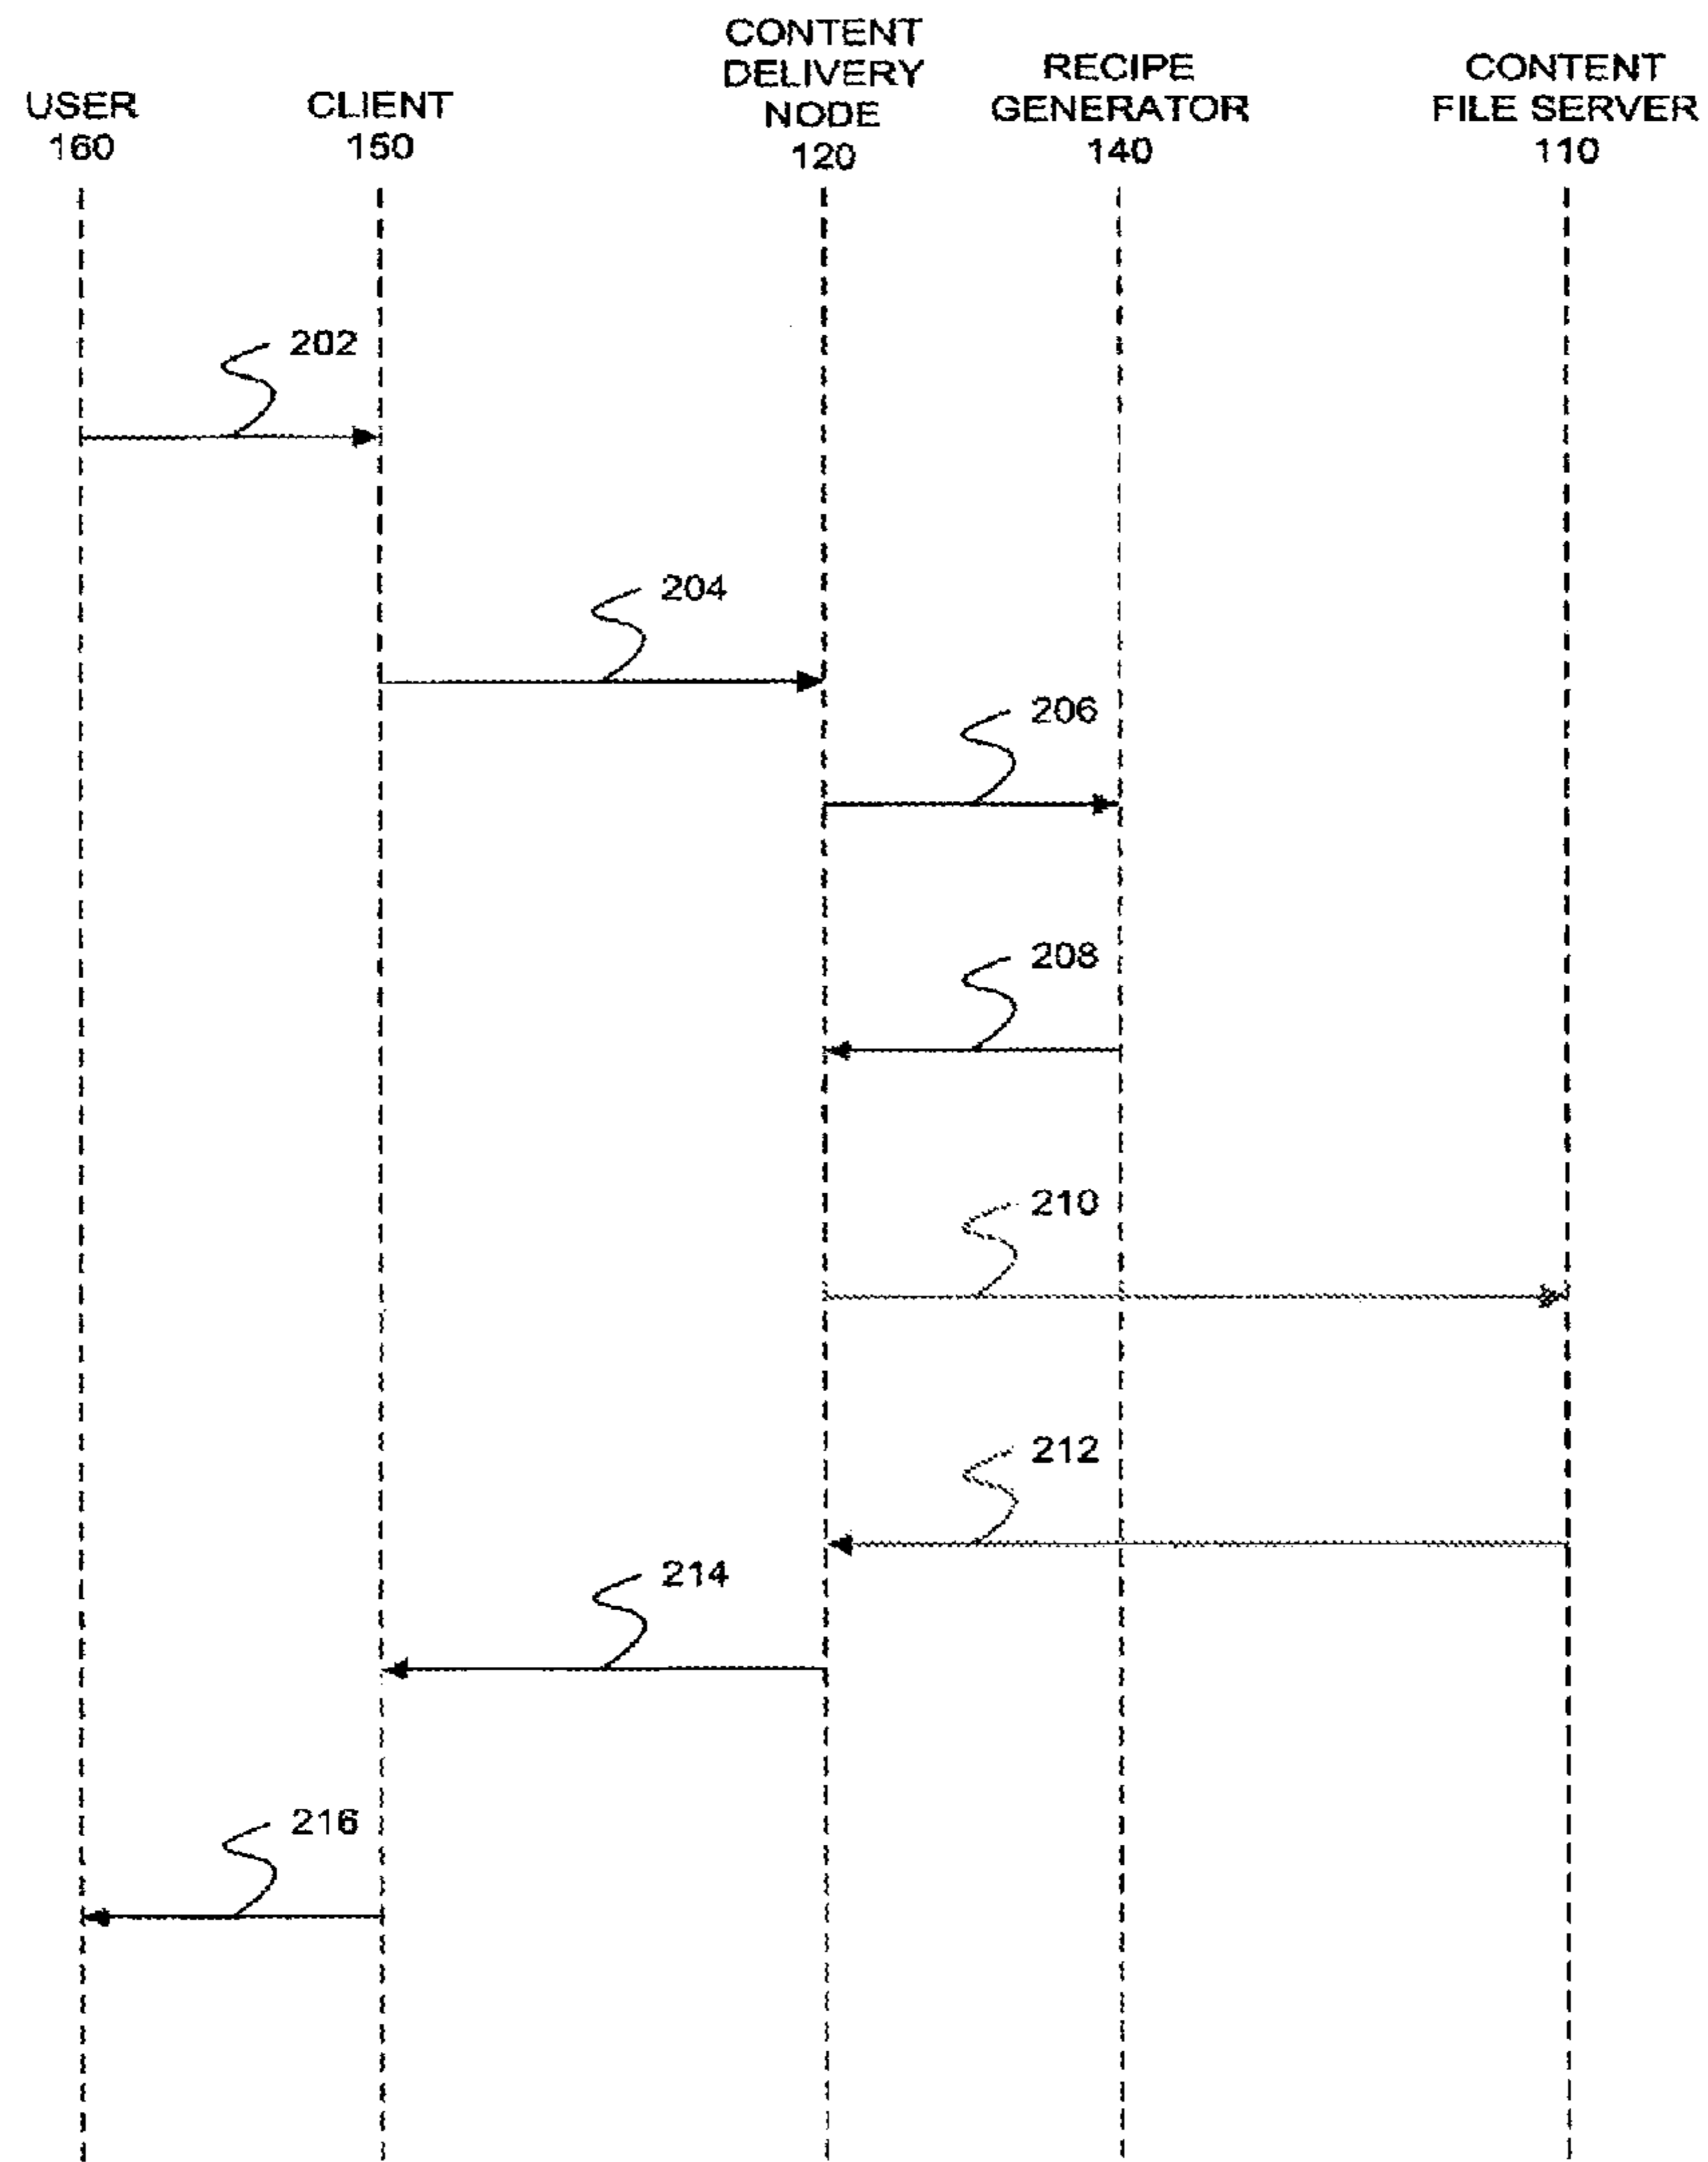 USER
160
CLIENT
150
CONTENT
DELIVERY
NODE
120
RECIPE
GENERATOR
140
CONTENT
FILE SERVER
110
202
204
206
208
210
212
214
216